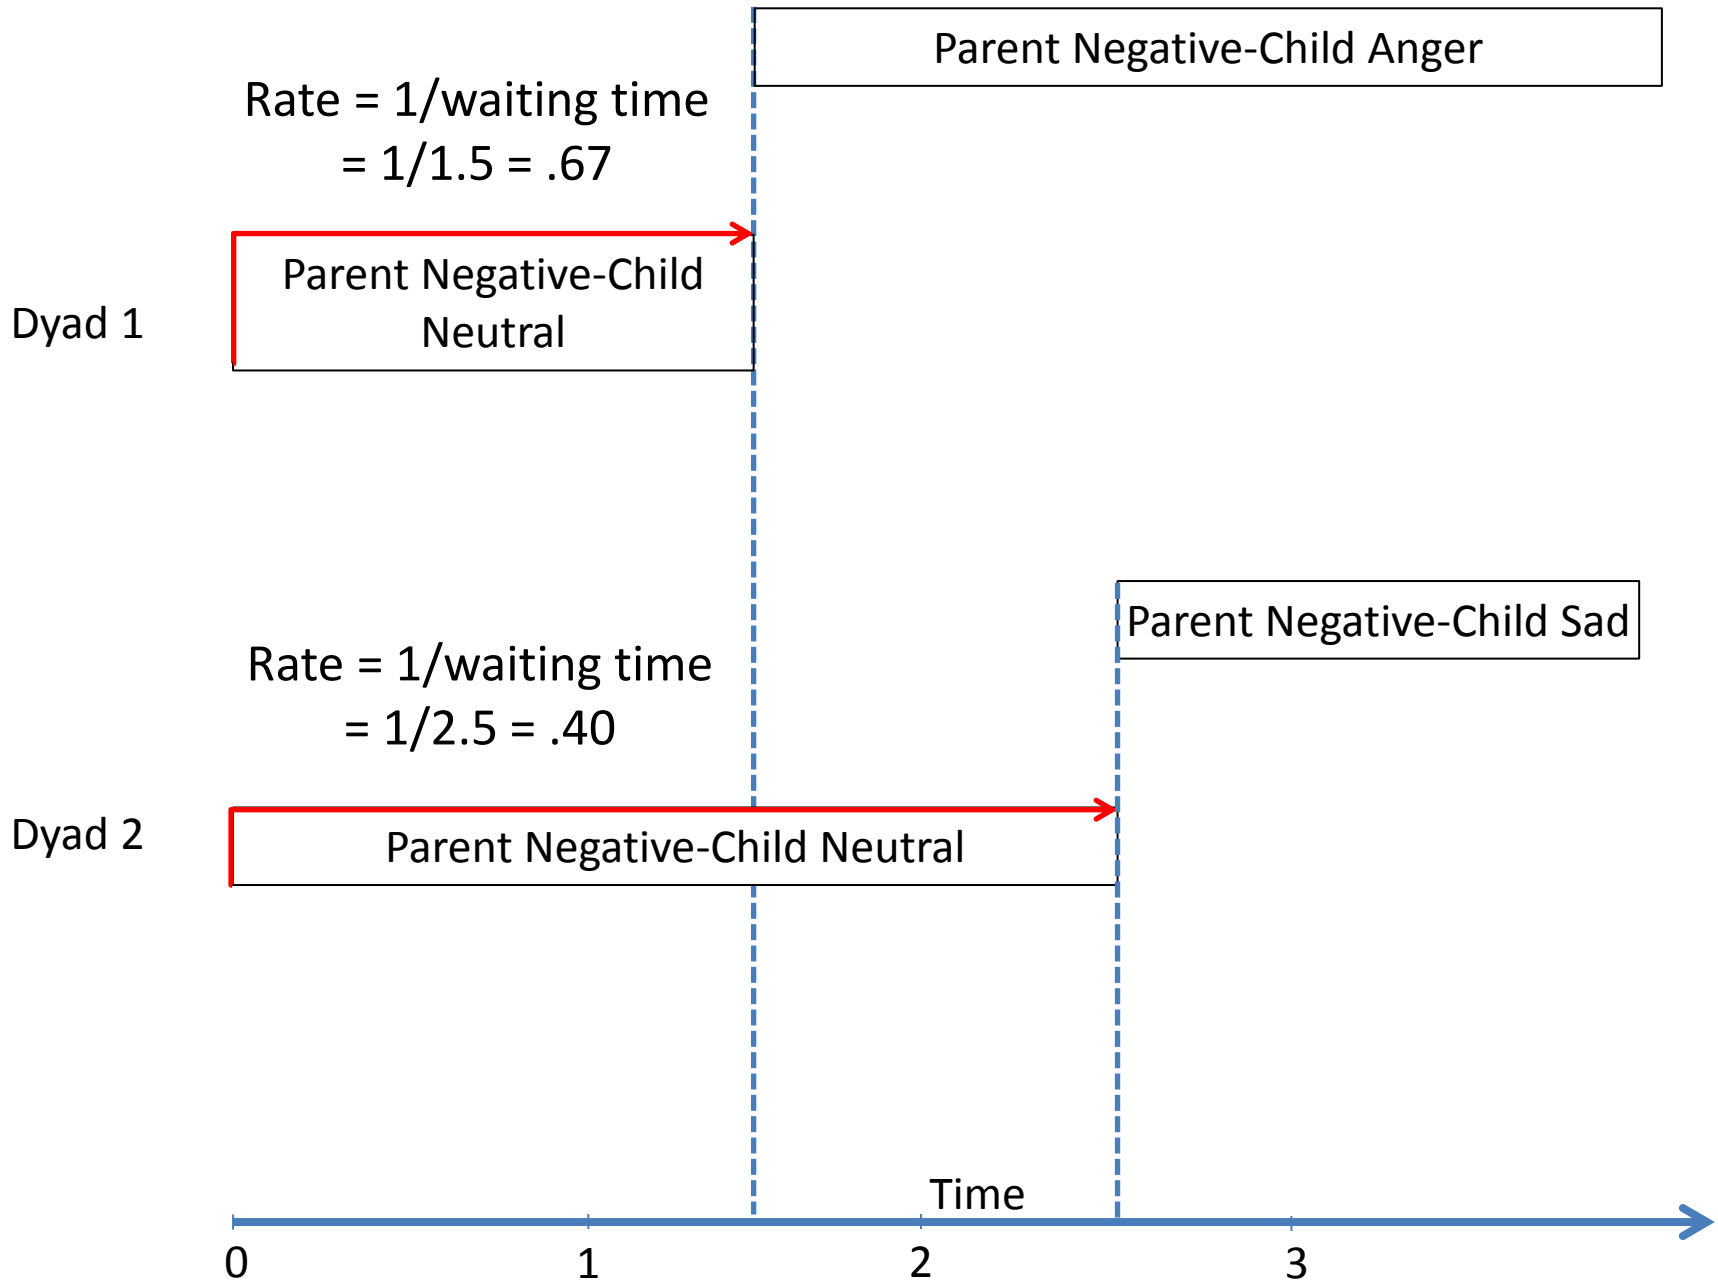 Parent Negative-Child Anger
Rate = 1/waiting time
= 1/1.5 = .67
Parent Negative-Child
Neutral
Dyad 1
Parent Negative-Child Sad
Rate = 1/waiting time
= 1/2.5 = .40
Dyad 2
Parent Negative-Child Neutral
Time
0 1 2 3